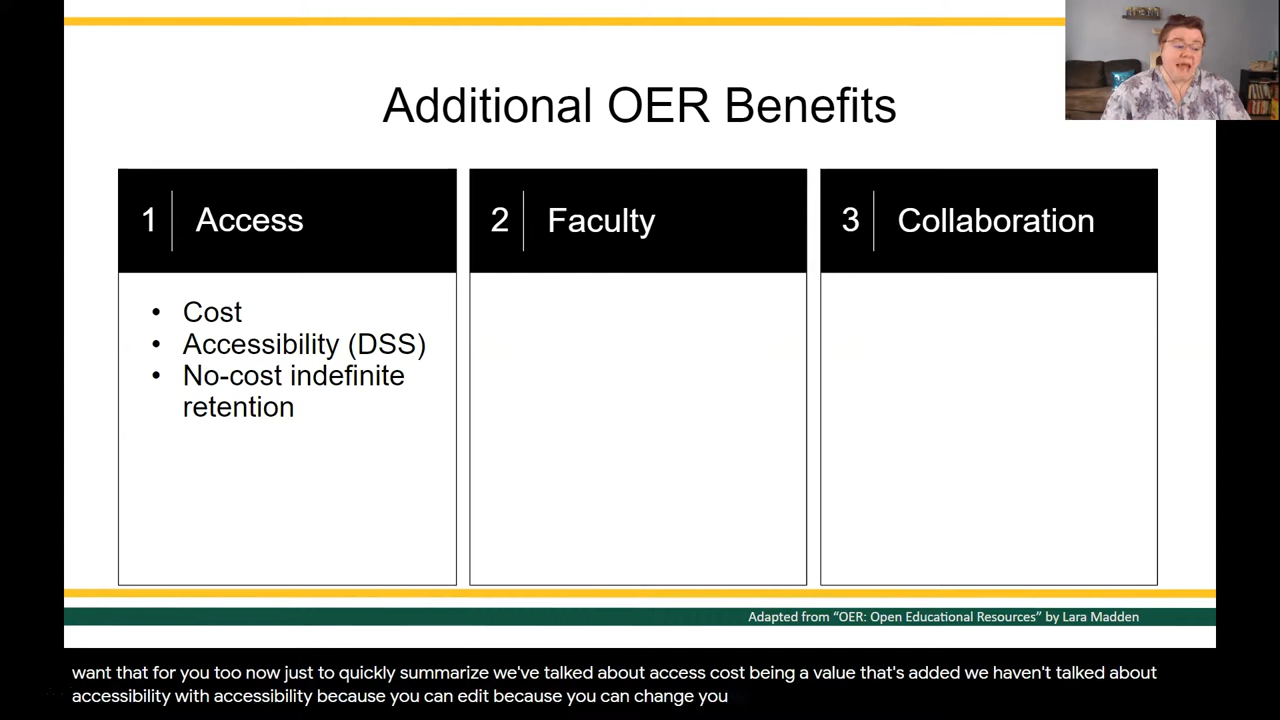 Additional OER Benefits
1 Access
• Cost
• Accessibility (DSS)
• No-cost indefinite
retention
2 Faculty
3 Collaboration
Adapted from “OER: Open Educational Resources” by Lara Madden
want that for you too now just to quickly summarize we've talked about access cost being a value that's added we haven't talked about
accessibility with accessibility because you can edit because you can change you